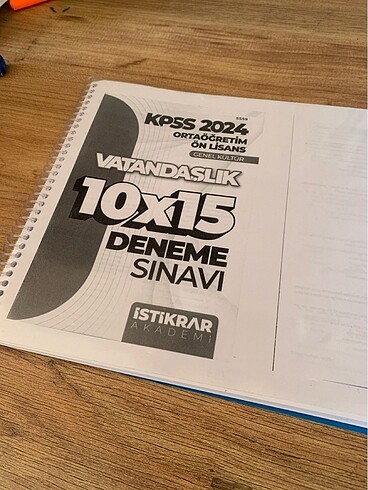 KPSS 2024
ORTAÖĞRETİM
ÖN LİSANS
GENEL KÜLTÜR
VATANDAŞLIK
10x15
DENEME
SINAVI
İSTİKRAR
AKADEMİ